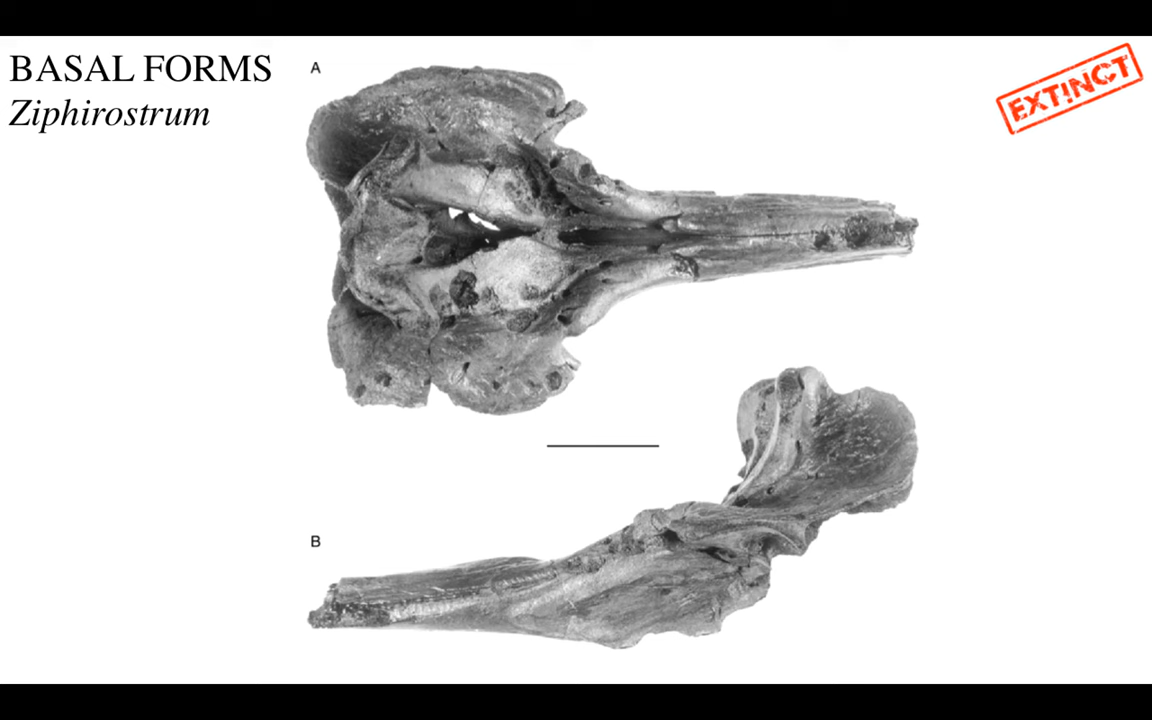 BASAL FORMS
Ziphirostrum
A
EXTINCT
B